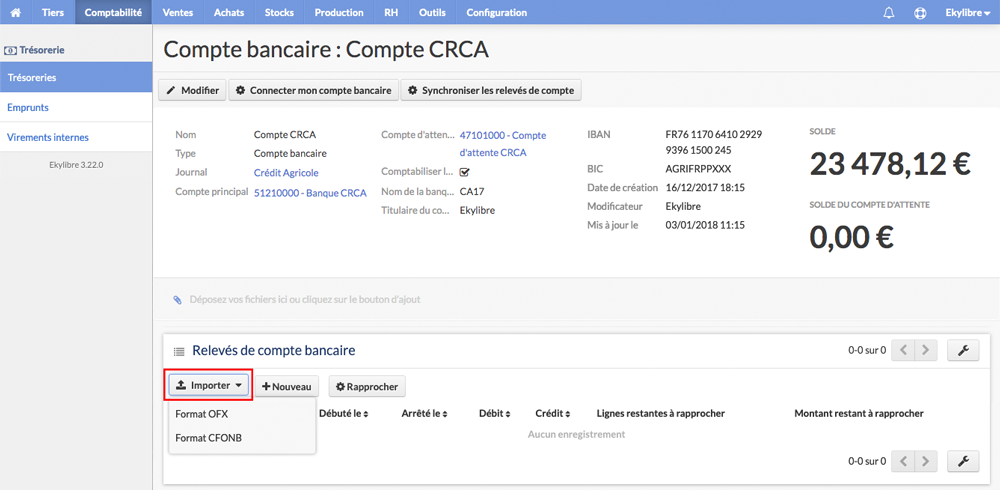 Tiers Comptabilité Ventes Achats Stocks Production RH Outils Configuration Ekylibre
Trésorerie
Trésoreries
Emprunts
Virements internes
Ekylibre 3.22.0
Compte bancaire : Compte CRCA
Modifier Connecter mon compte bancaire Synchroniser les relevés de compte
Nom Compte CRCA
Type Compte bancaire
Journal Crédit Agricole
Compte principal 51210000 - Banque CRCA
Compte d'atten... 47101000 - Compte
d'attente CRCA
Comptabiliser l...
Nom de la banq... CA17
Titulaire du co... Ekylibre
IBAN FR76 1170 6410 2929
9396 1500 245
BIC AGRIFRPPXXX
Date de création 16/12/2017 18:15
Modificateur Ekylibre
Mis à jour le 03/01/2018 11:15
SOLDE
23 478,12 €
SOLDE DU COMPTE D'ATTENTE
0,00 €
Déposez vos fichiers ici ou cliquez sur le bouton d'ajout
Relevés de compte bancaire 0-0 sur 0
Importer Nouveau Rapprocher
Format OFX
Format CFONB
Débuté le Arrêté le Débit Crédit Lignes restantes à rapprocher Montant restant à rapprocher
Aucun enregistrement
0-0 sur 0